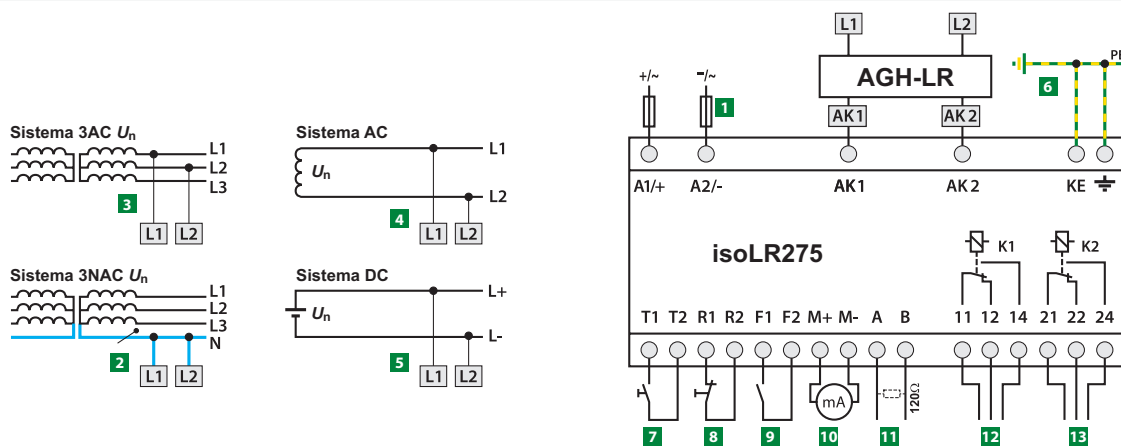 Sistema 3AC Un
L1
L2
L3
3
L1 L2
Sistema AC
Un
L1
L2
4
L1 L2
Sistema 3NAC Un
L1
L2
L3
N
2
L1 L2
Sistema DC
Un
L+
L-
5
L1 L2
L1 L2
AGH-LR
+/~ -/~
1
AK1 AK2
6
A1/+ A2/- AK1 AK2 KE
isoLR275
K1 K2
T1 T2 R1 R2 F1 F2 M+ M- A B 11 12 14 21 22 24
mA
120Ω
7 8 9 10 11 12 13